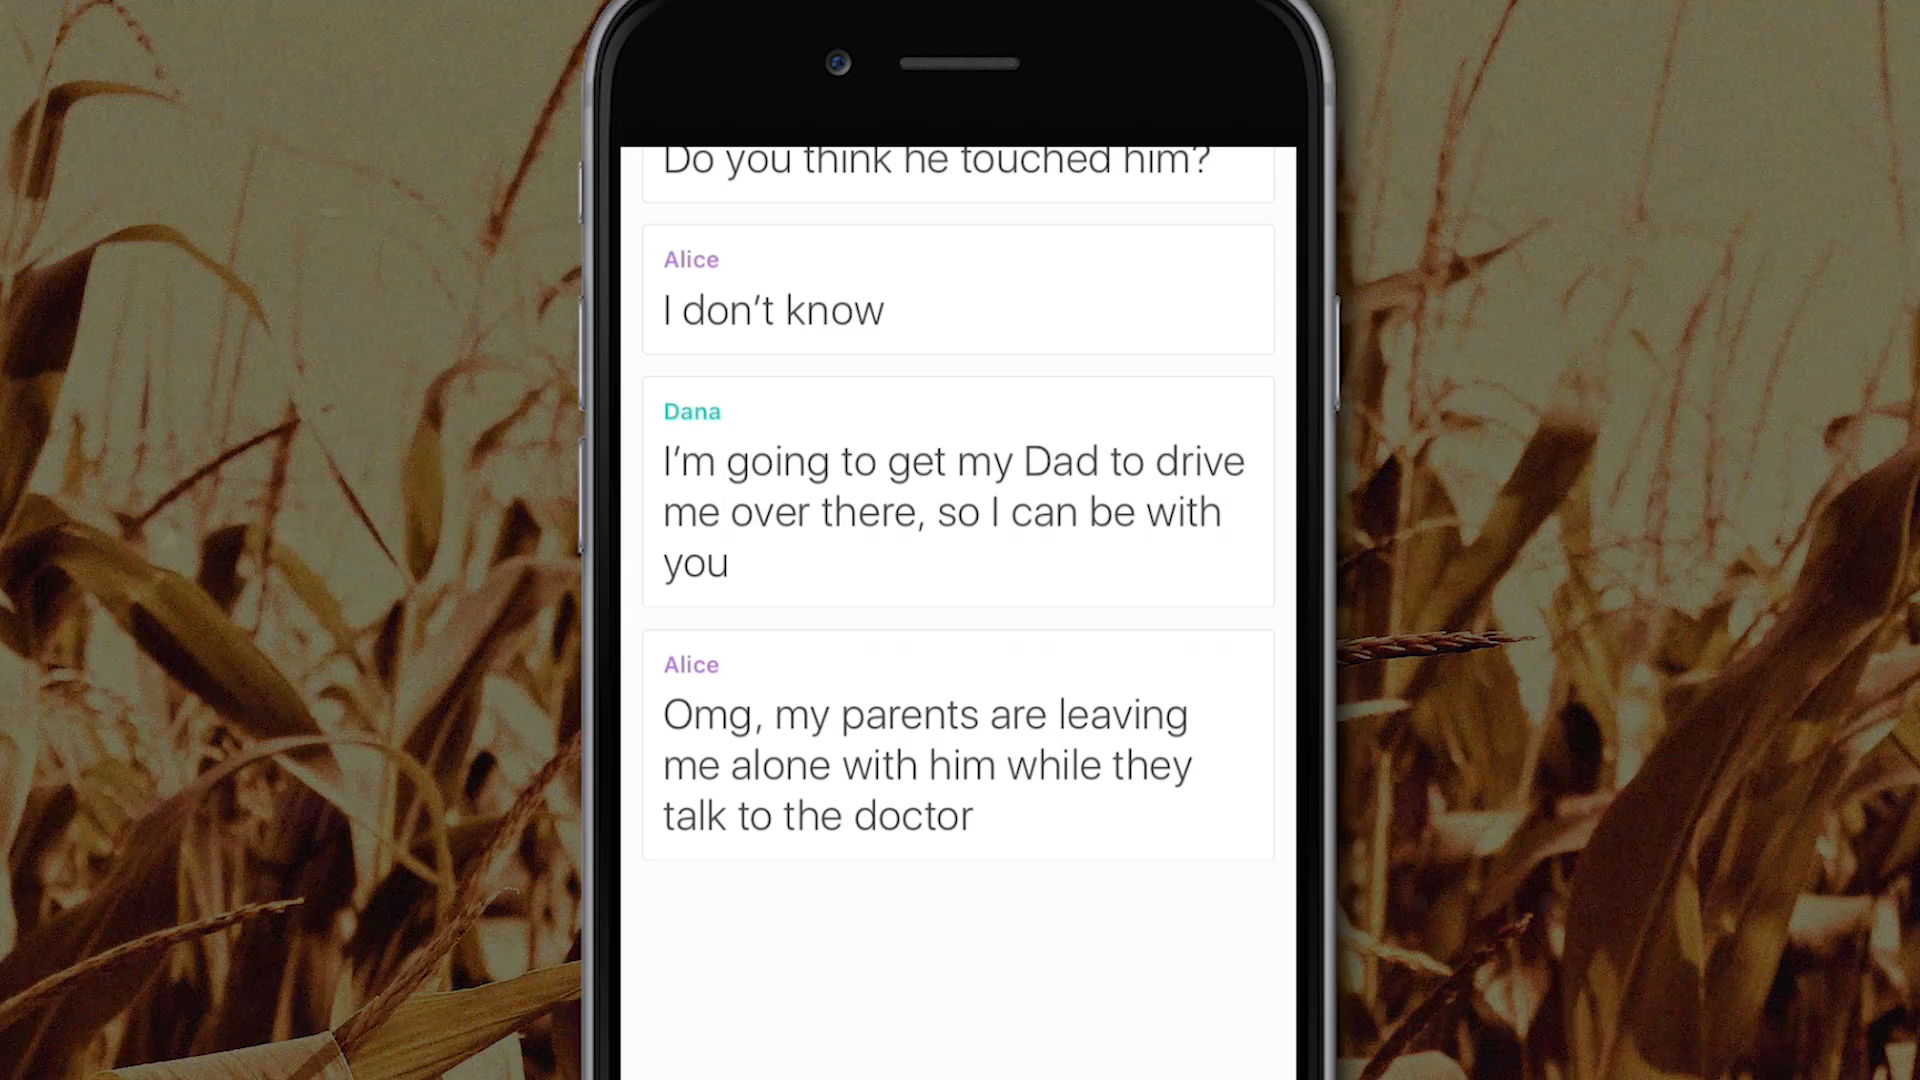 Do you think he touched him?
Alice
I don’t know
Dana
I’m going to get my Dad to drive
me over there, so I can be with
you
Alice
Omg, my parents are leaving
me alone with him while they
talk to the doctor